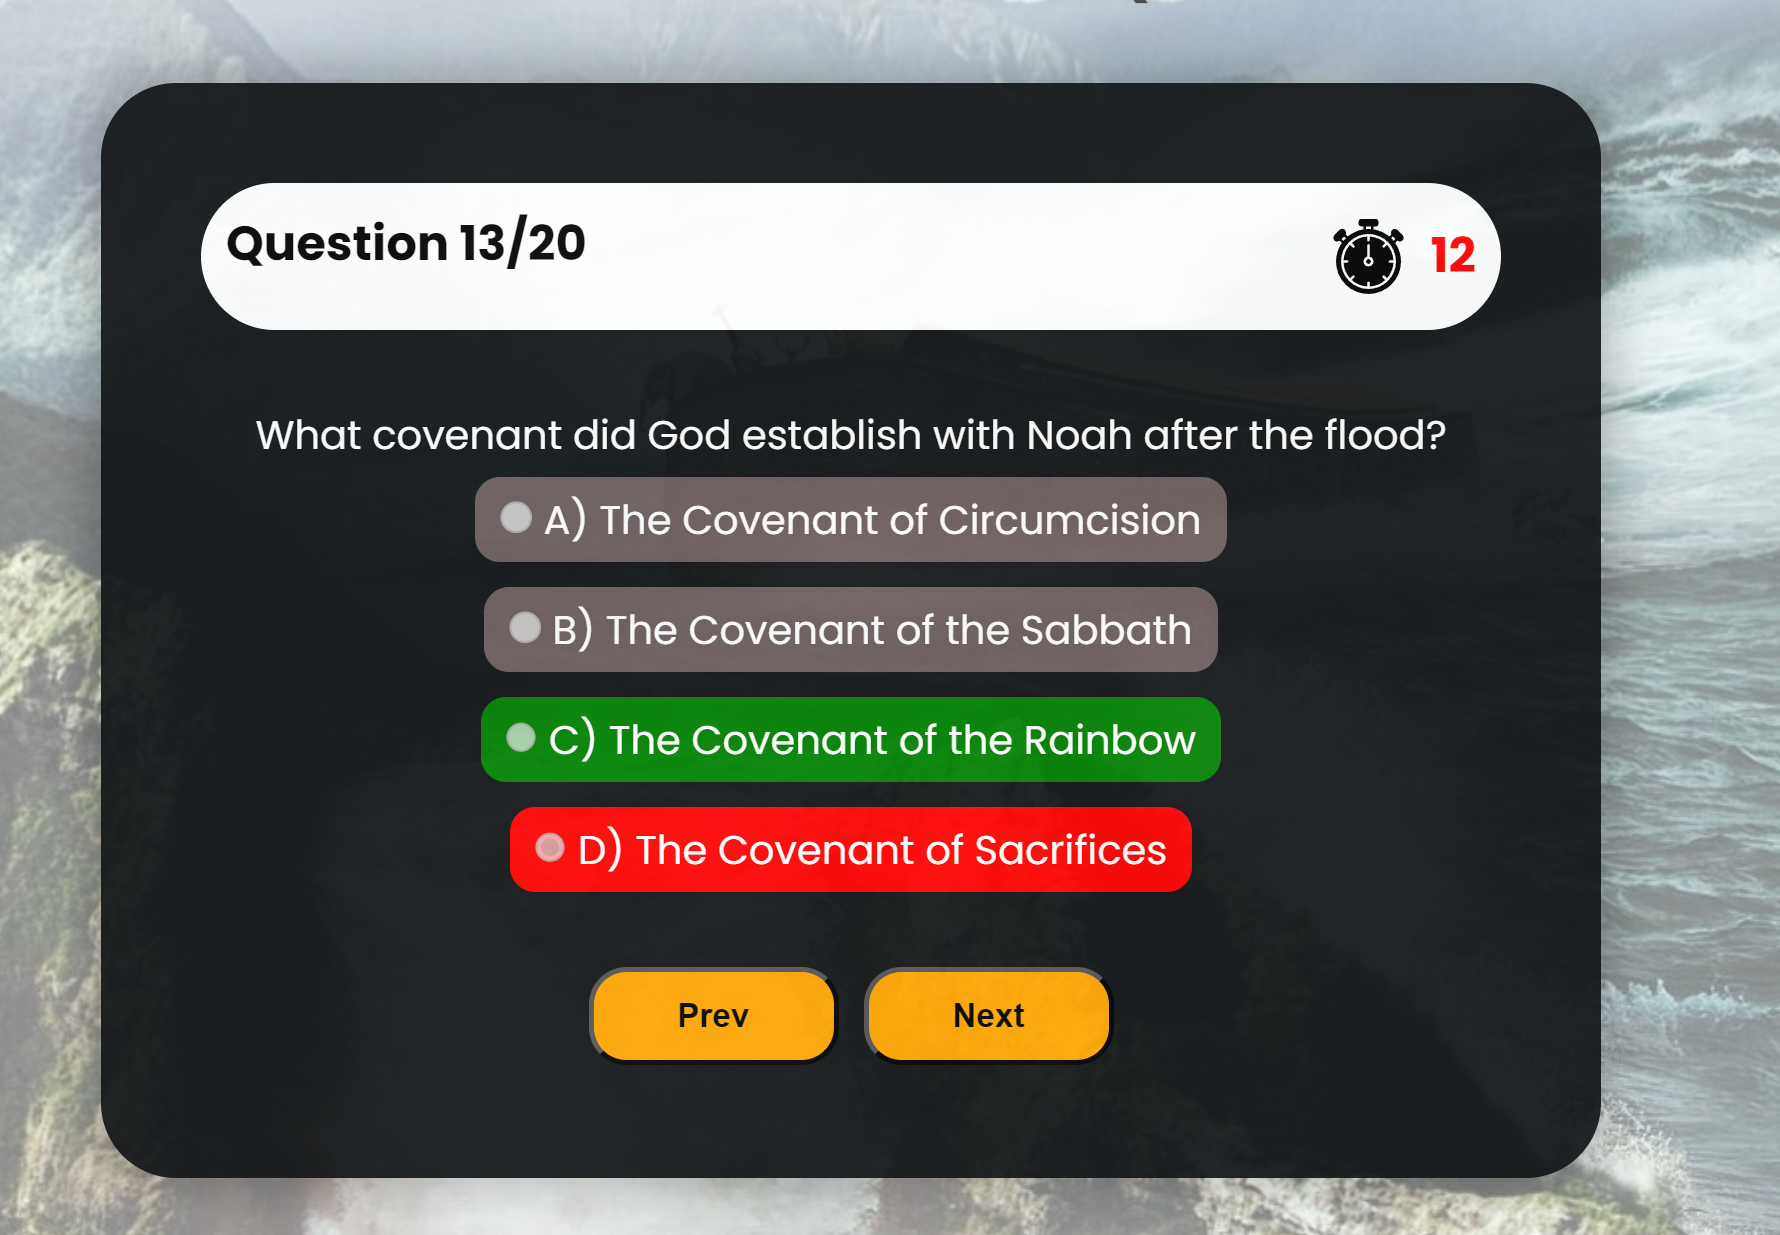 Question 13/20
12
What covenant did God establish with Noah after the flood?
A) The Covenant of Circumcision
B) The Covenant of the Sabbath
C) The Covenant of the Rainbow
D) The Covenant of Sacrifices
Prev
Next